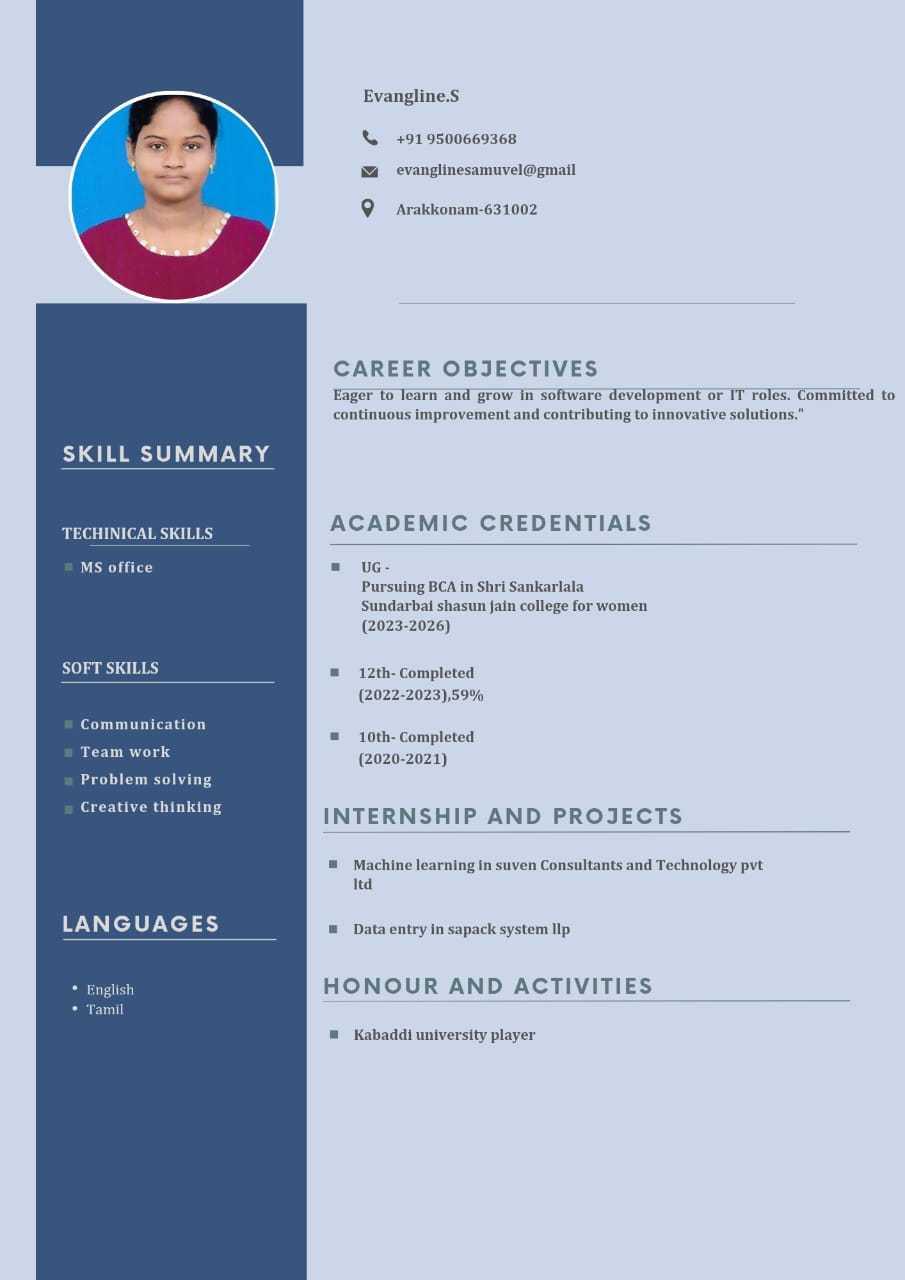 Evangline.S
+91 9500669368
evanglinesamuvel@gmail
Arakkonam-631002
CAREER OBJECTIVES
Eager to learn and grow in software development or IT roles. Committed to
continuous improvement and contributing to innovative solutions."
SKILL SUMMARY
TECHINICAL SKILLS
MS office
SOFT SKILLS
Communication
Team work
Problem solving
Creative thinking
LANGUAGES
English
Tamil
ACADEMIC CREDENTIALS
UG -
Pursuing BCA in Shri Sankarlala
Sundarbai shasun jain college for women
(2023-2026)
12th- Completed
(2022-2023),59%
10th- Completed
(2020-2021)
INTERNSHIP AND PROJECTS
Machine learning in suven Consultants and Technology pvt
ltd
Data entry in sapack system llp
HONOUR AND ACTIVITIES
Kabaddi university player